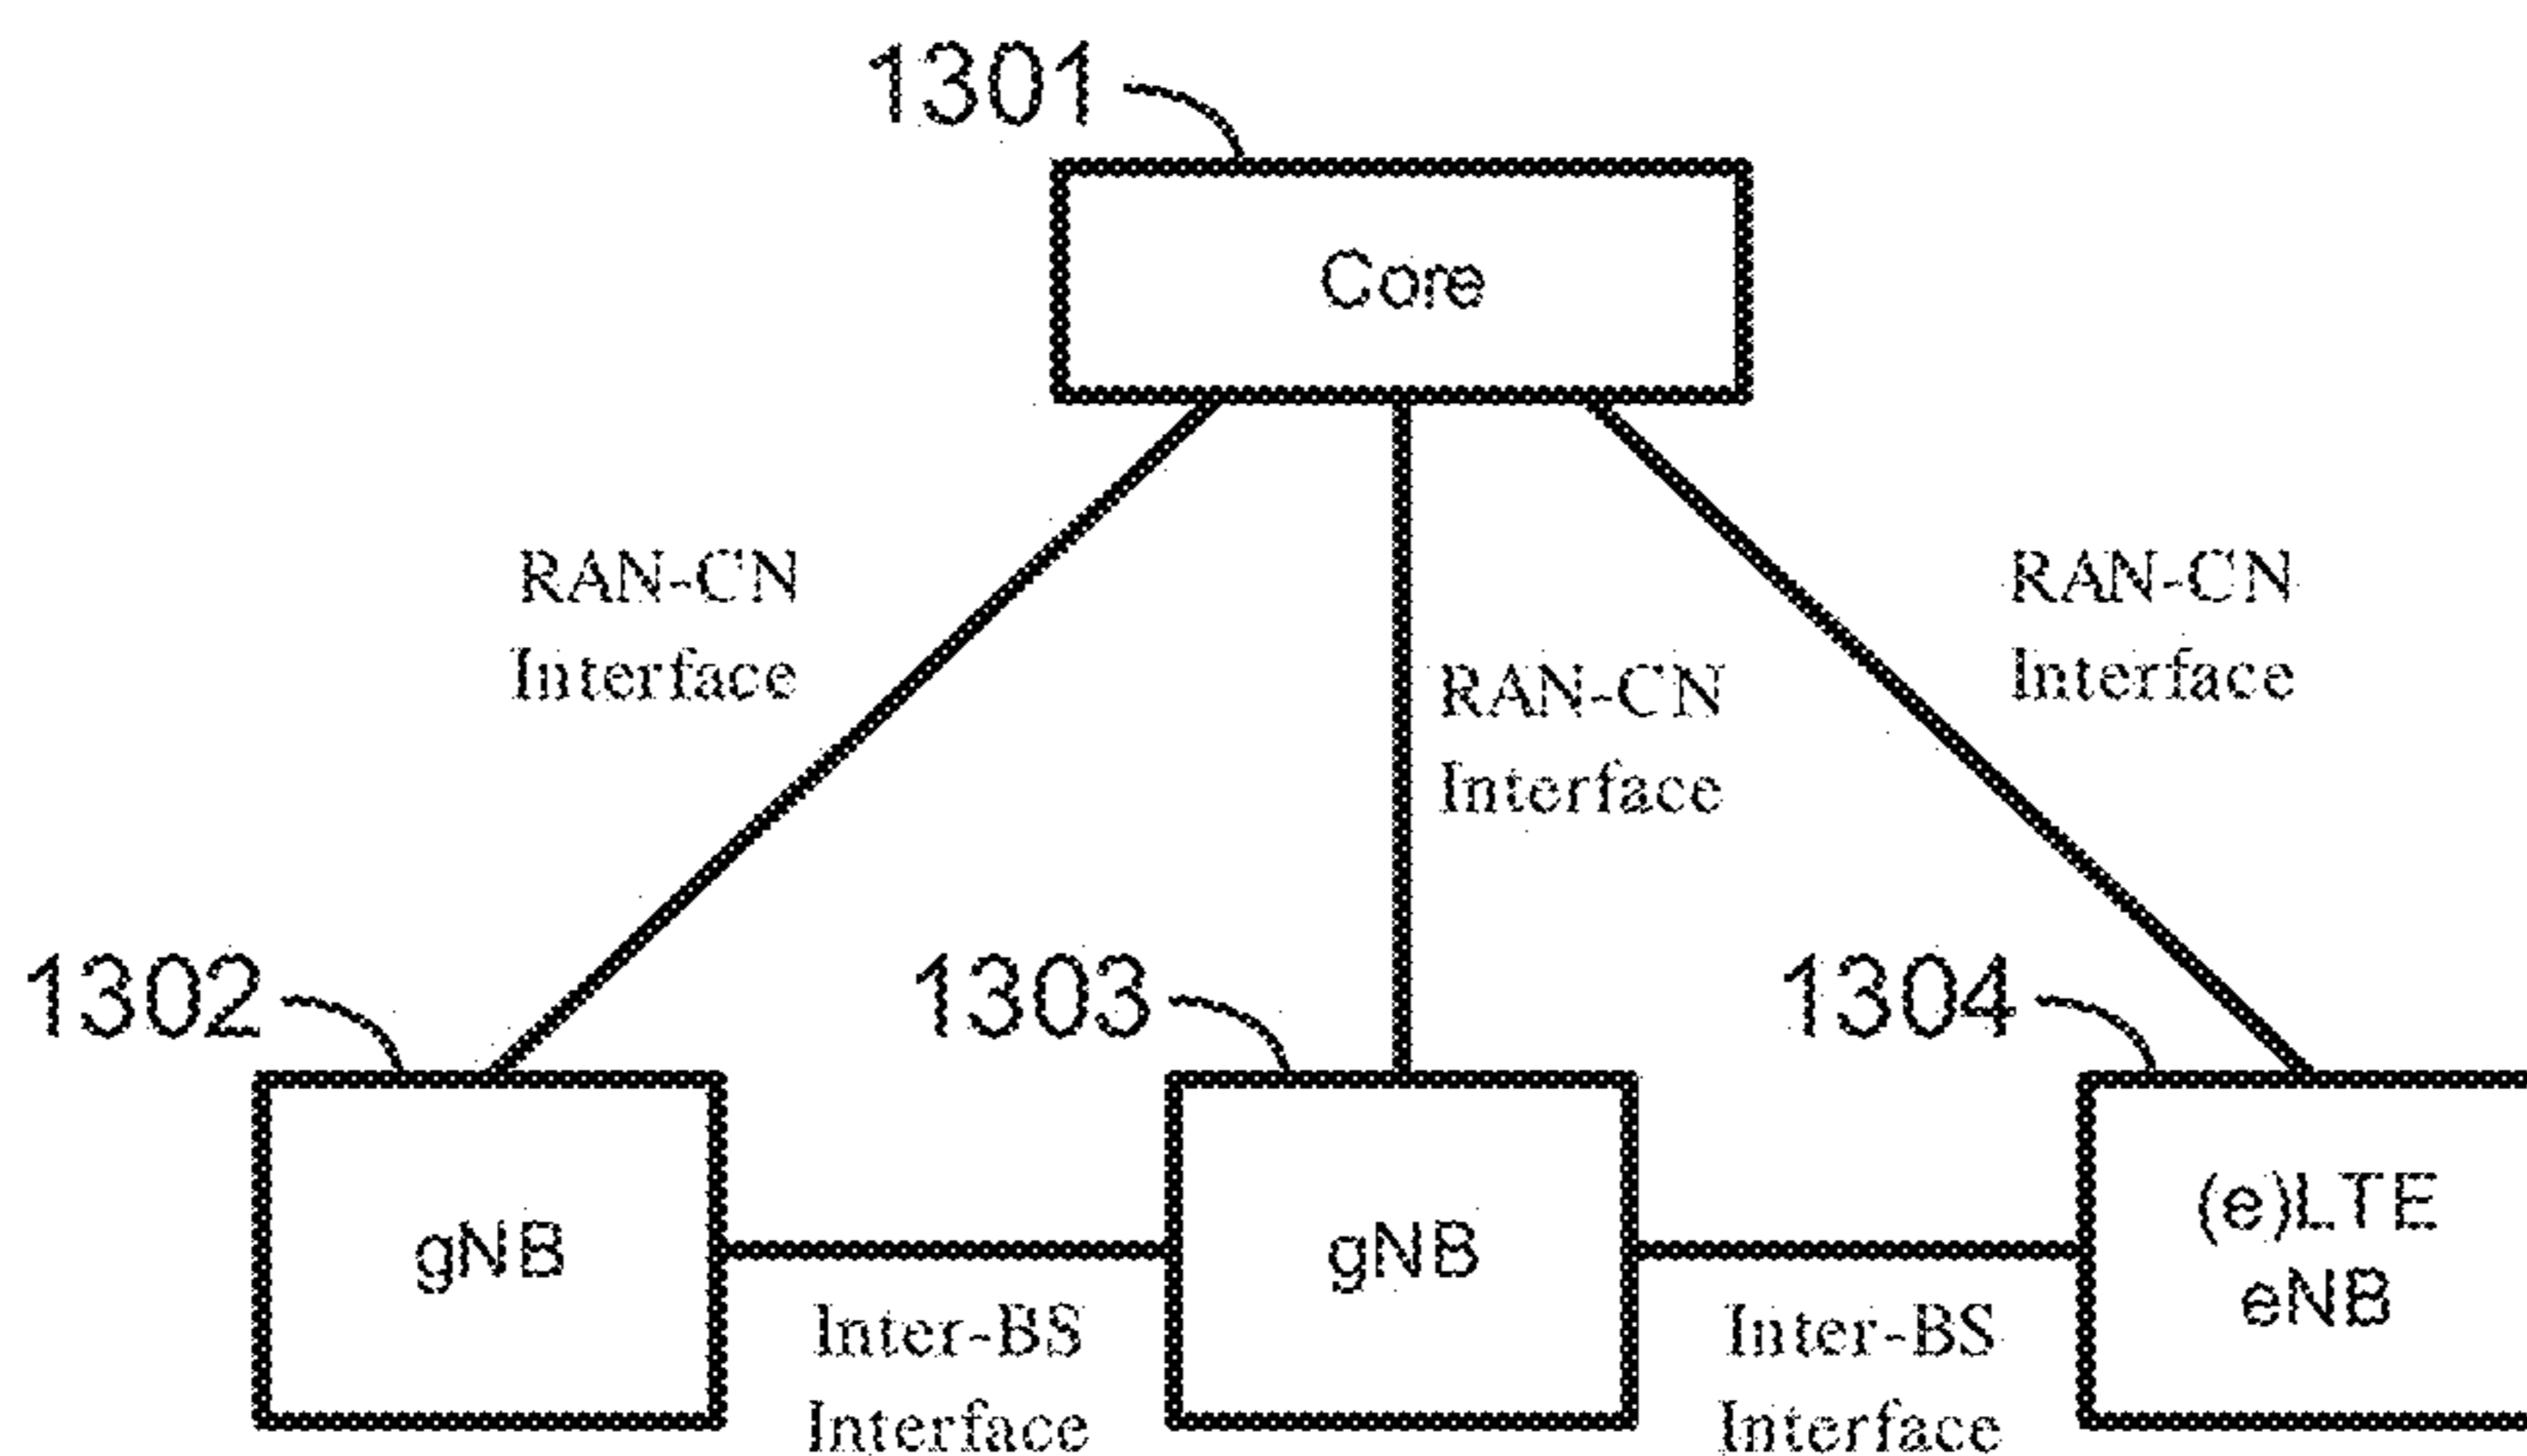 1301
Core
RAN-CN
Interface
RAN-CN
Interface
RAN-CN
Interface
1302
1303
1304
gNB
gNB
(e)LTE
eNB
Inter-BS
Interface
Inter-BS
Interface